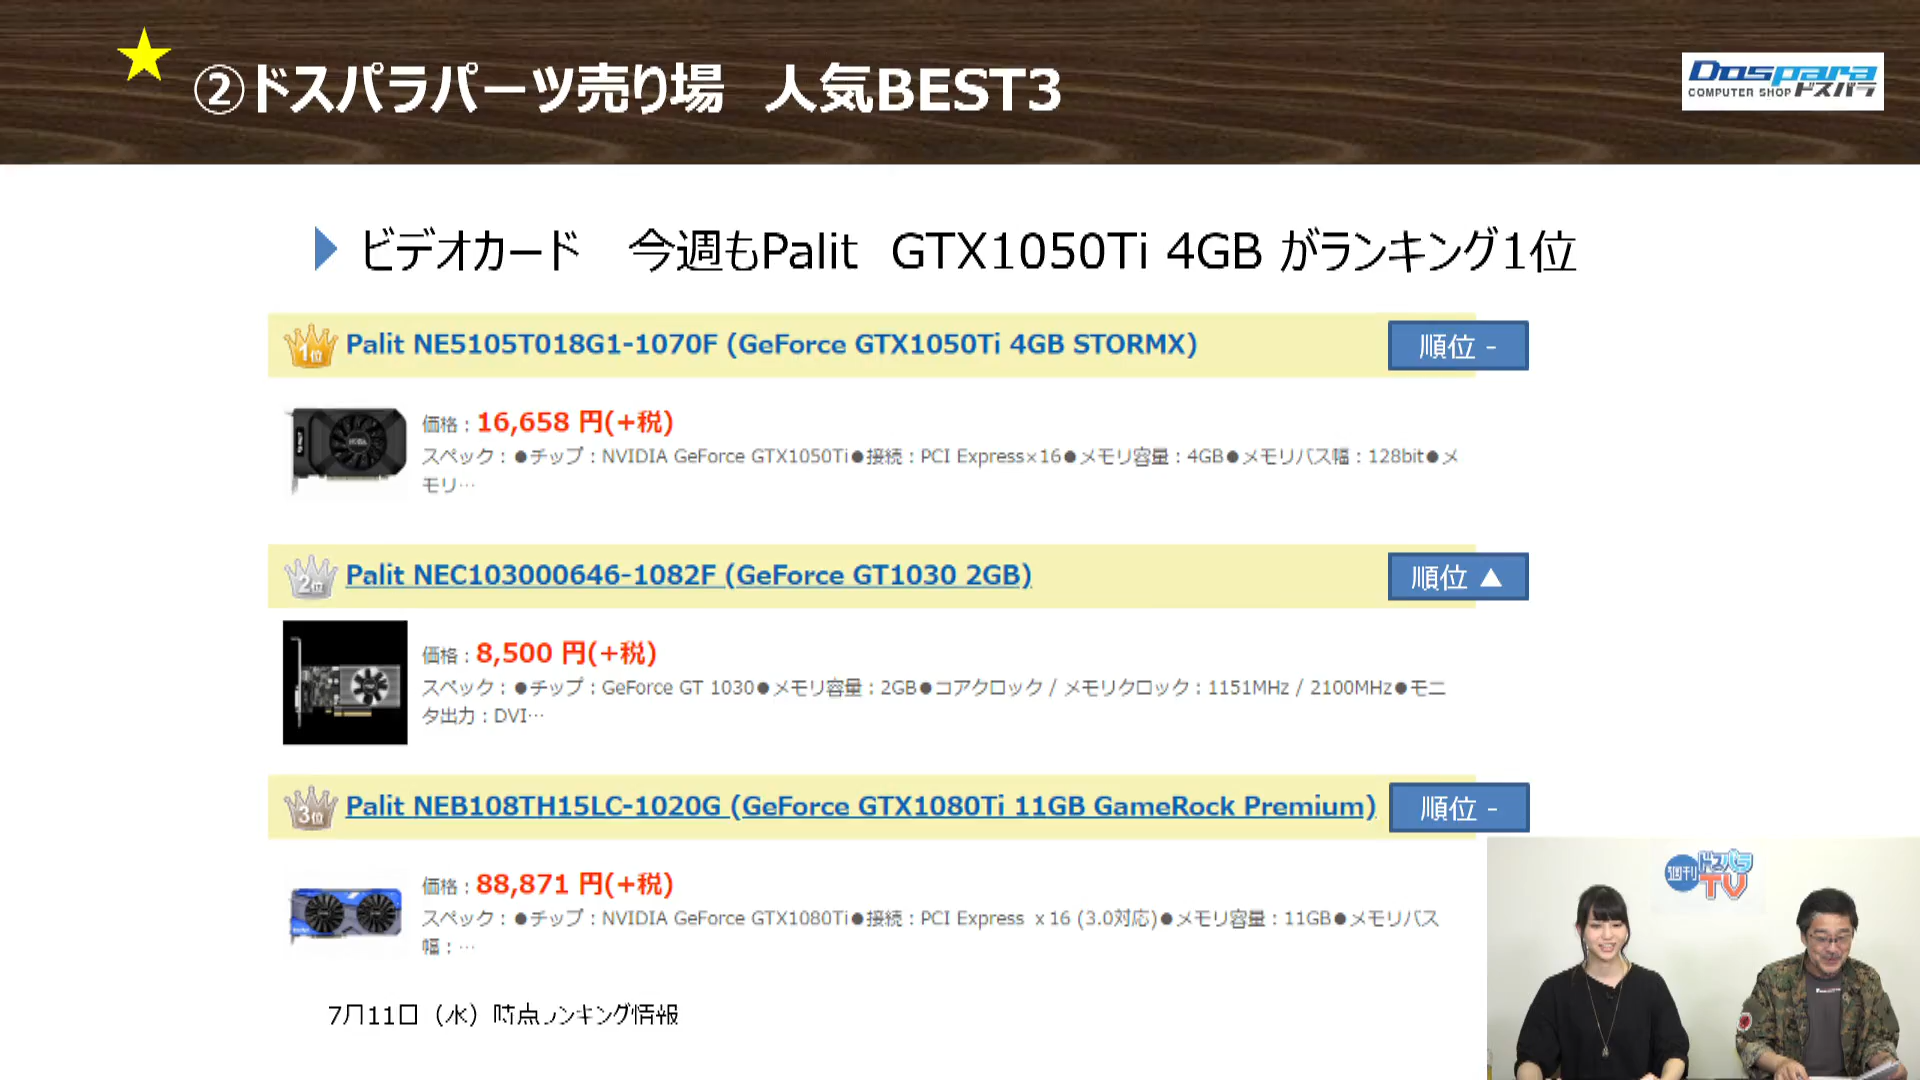 ②ドスパラパーツ売り場　人気BEST3
Dospara
COMPUTER SHOP ドスパラ
ビデオカード　今週もPalit GTX1050Ti 4GB がランキング1位
1位 Palit NE5105T018G1-1070F (GeForce GTX1050Ti 4GB STORMX) 順位 -
価格：16,658 円(+税)
スペック：●チップ：NVIDIA GeForce GTX1050Ti●接続：PCI Express×16●メモリ容量：4GB●メモリバス幅：128bit●メ
モリ…
2位 Palit NEC103000646-1082F (GeForce GT1030 2GB) 順位 ▲
価格：8,500 円(+税)
スペック：●チップ：GeForce GT 1030●メモリ容量：2GB●コアクロック / メモリクロック：1151MHz / 2100MHz●モニ
タ出力：DVI…
3位 Palit NEB108TH15LC-1020G (GeForce GTX1080Ti 11GB GameRock Premium) 順位 -
価格：88,871 円(+税)
スペック：●チップ：NVIDIA GeForce GTX1080Ti●接続：PCI Express x16 (3.0対応)●メモリ容量：11GB●メモリバス
幅：…
7月11日（水）時点ランキング情報
週刊ドスパラTV